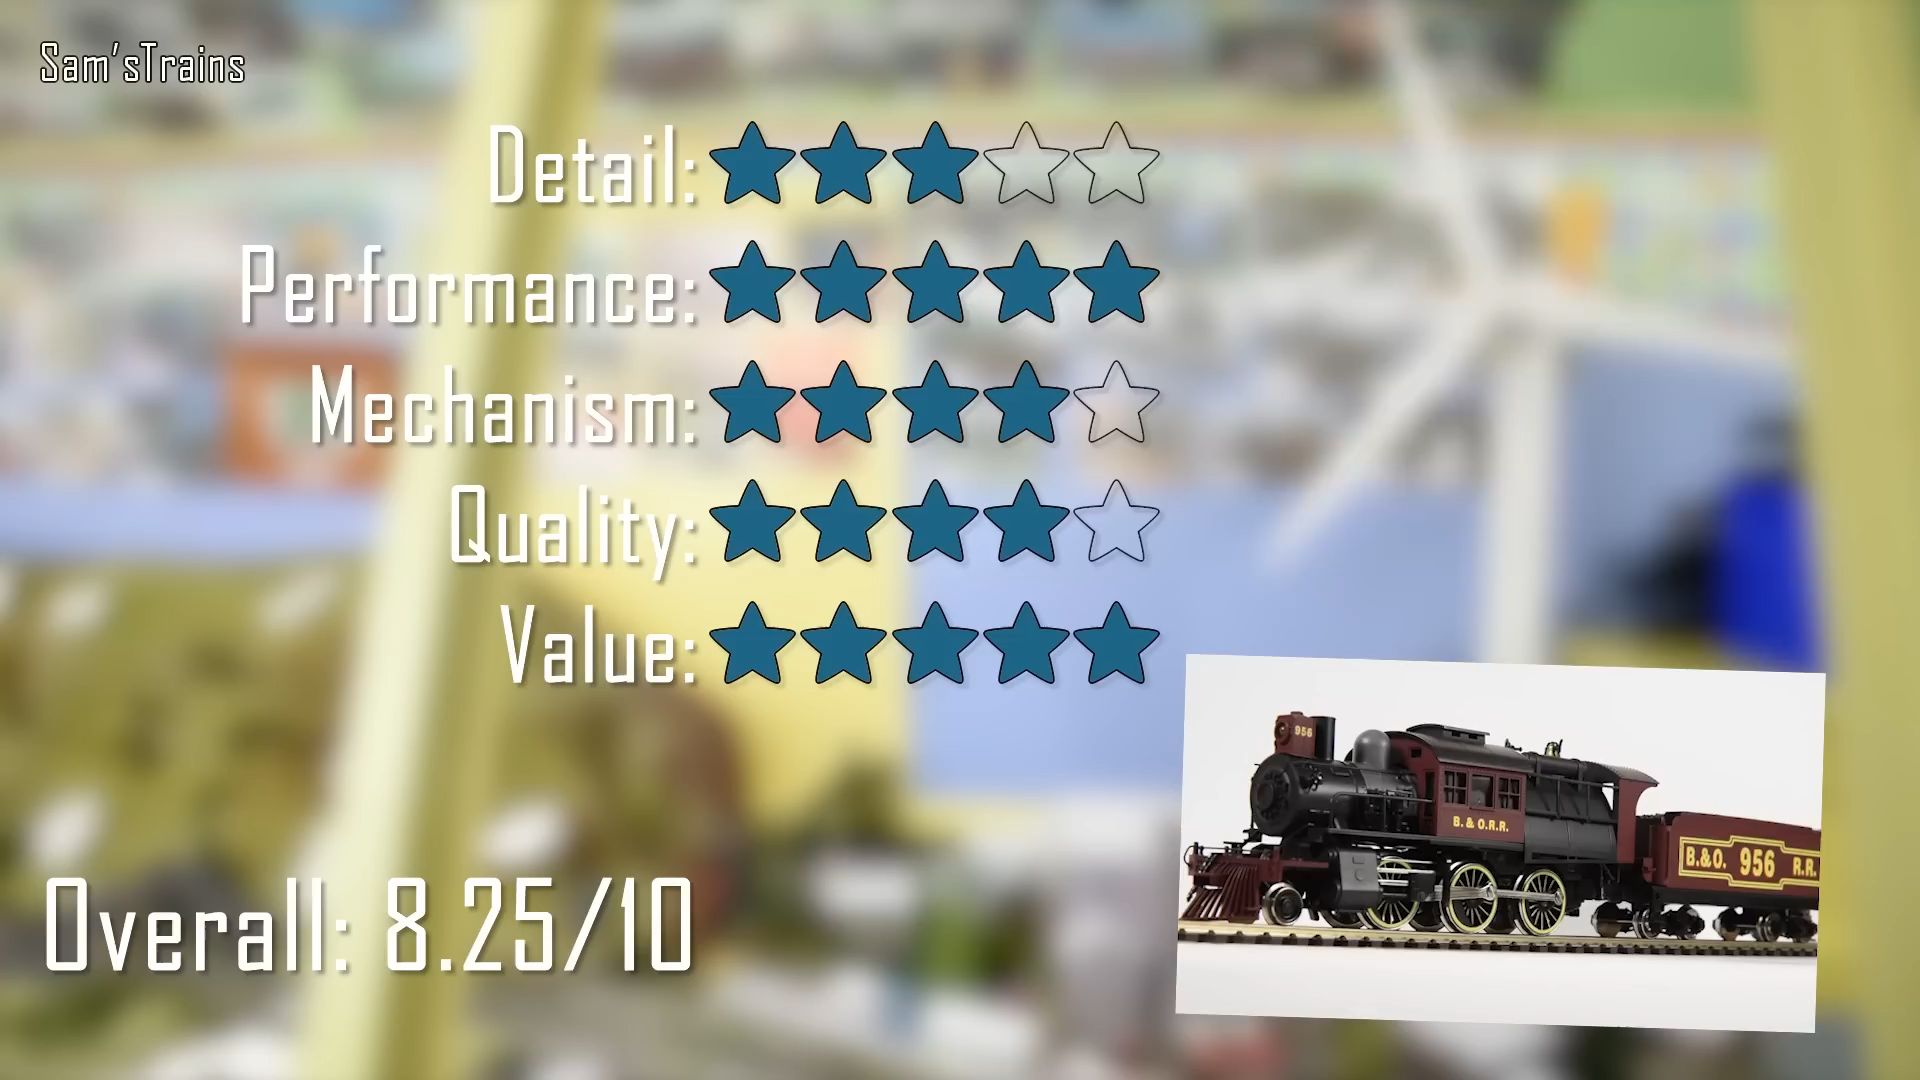 Sam'sTrains
Detail:
Performance:
Mechanism:
Quality:
Value:
Overall: 8.25/10
956
B. & O.R.R.
B.&O. 956 R.R.